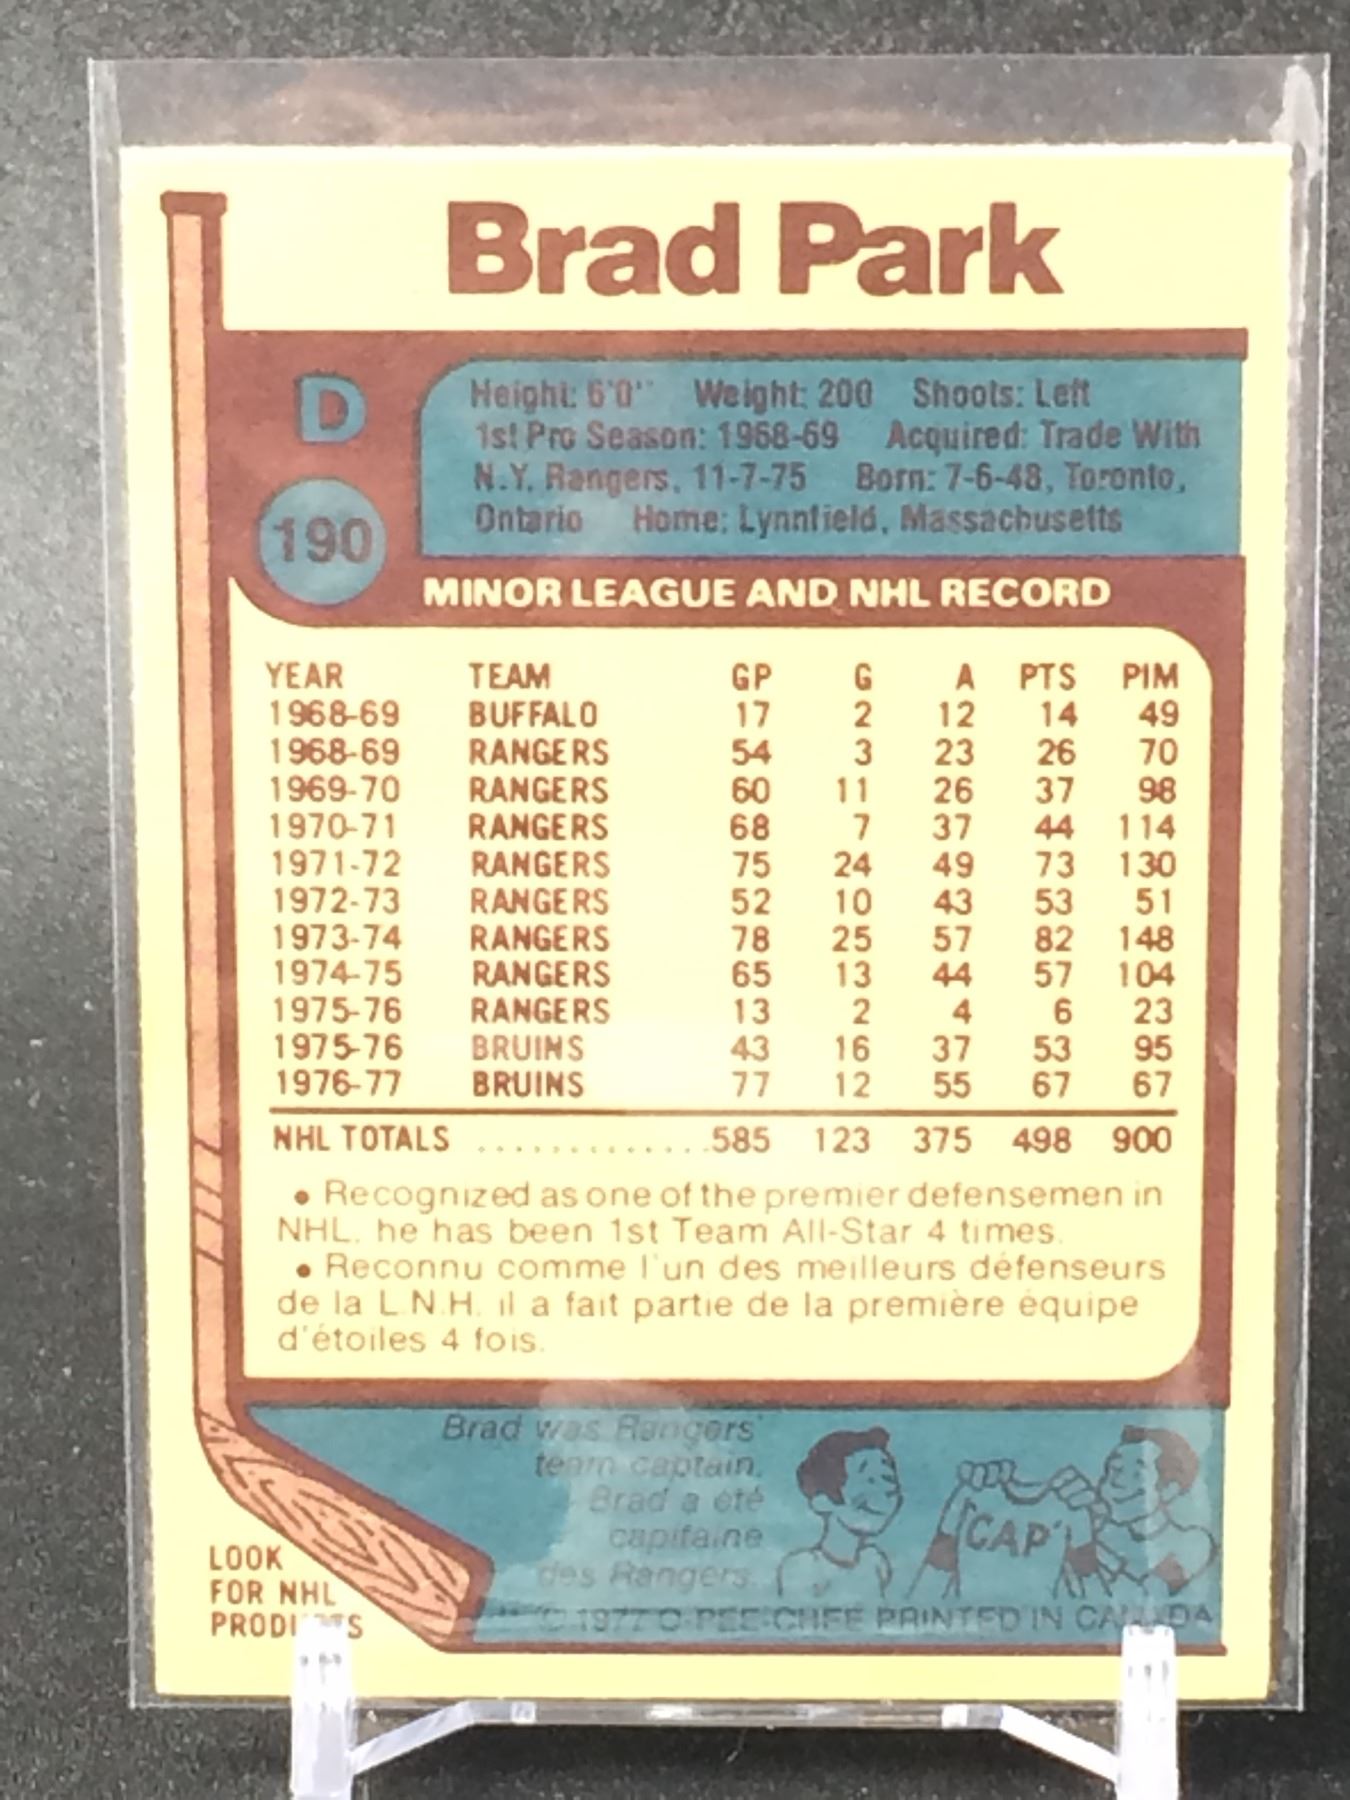 Brad Park
D
190
Height: 6'0" Weight: 200 Shoots: Left
1st Pro Season: 1968-69 Acquired: Trade With
N.Y. Rangers, 11-7-75 Born: 7-6-48, Toronto,
Ontario Home: Lynnfield, Massachusetts
MINOR LEAGUE AND NHL RECORD
YEAR TEAM GP G A PTS PIM
1968-69 BUFFALO 17 2 12 14 49
1968-69 RANGERS 54 3 23 26 70
1969-70 RANGERS 60 11 26 37 98
1970-71 RANGERS 68 7 37 44 114
1971-72 RANGERS 75 24 49 73 130
1972-73 RANGERS 52 10 43 53 51
1973-74 RANGERS 78 25 57 82 148
1974-75 RANGERS 65 13 44 57 104
1975-76 RANGERS 13 2 4 6 23
1975-76 BRUINS 43 16 37 53 95
1976-77 BRUINS 77 12 55 67 67
NHL TOTALS ..............585 123 375 498 900
• Recognized as one of the premier defensemen in
NHL, he has been 1st Team All-Star 4 times.
• Reconnu comme l'un des meilleurs défenseurs
de la L.N.H. il a fait partie de la première équipe
d'étoiles 4 fois.
Brad was Rangers'
team captain.
Brad a été
capitaine
des Rangers.
"CAP"
LOOK
FOR NHL
PRODUCTS
© 1977 O-PEE-CHEE PRINTED IN CANADA